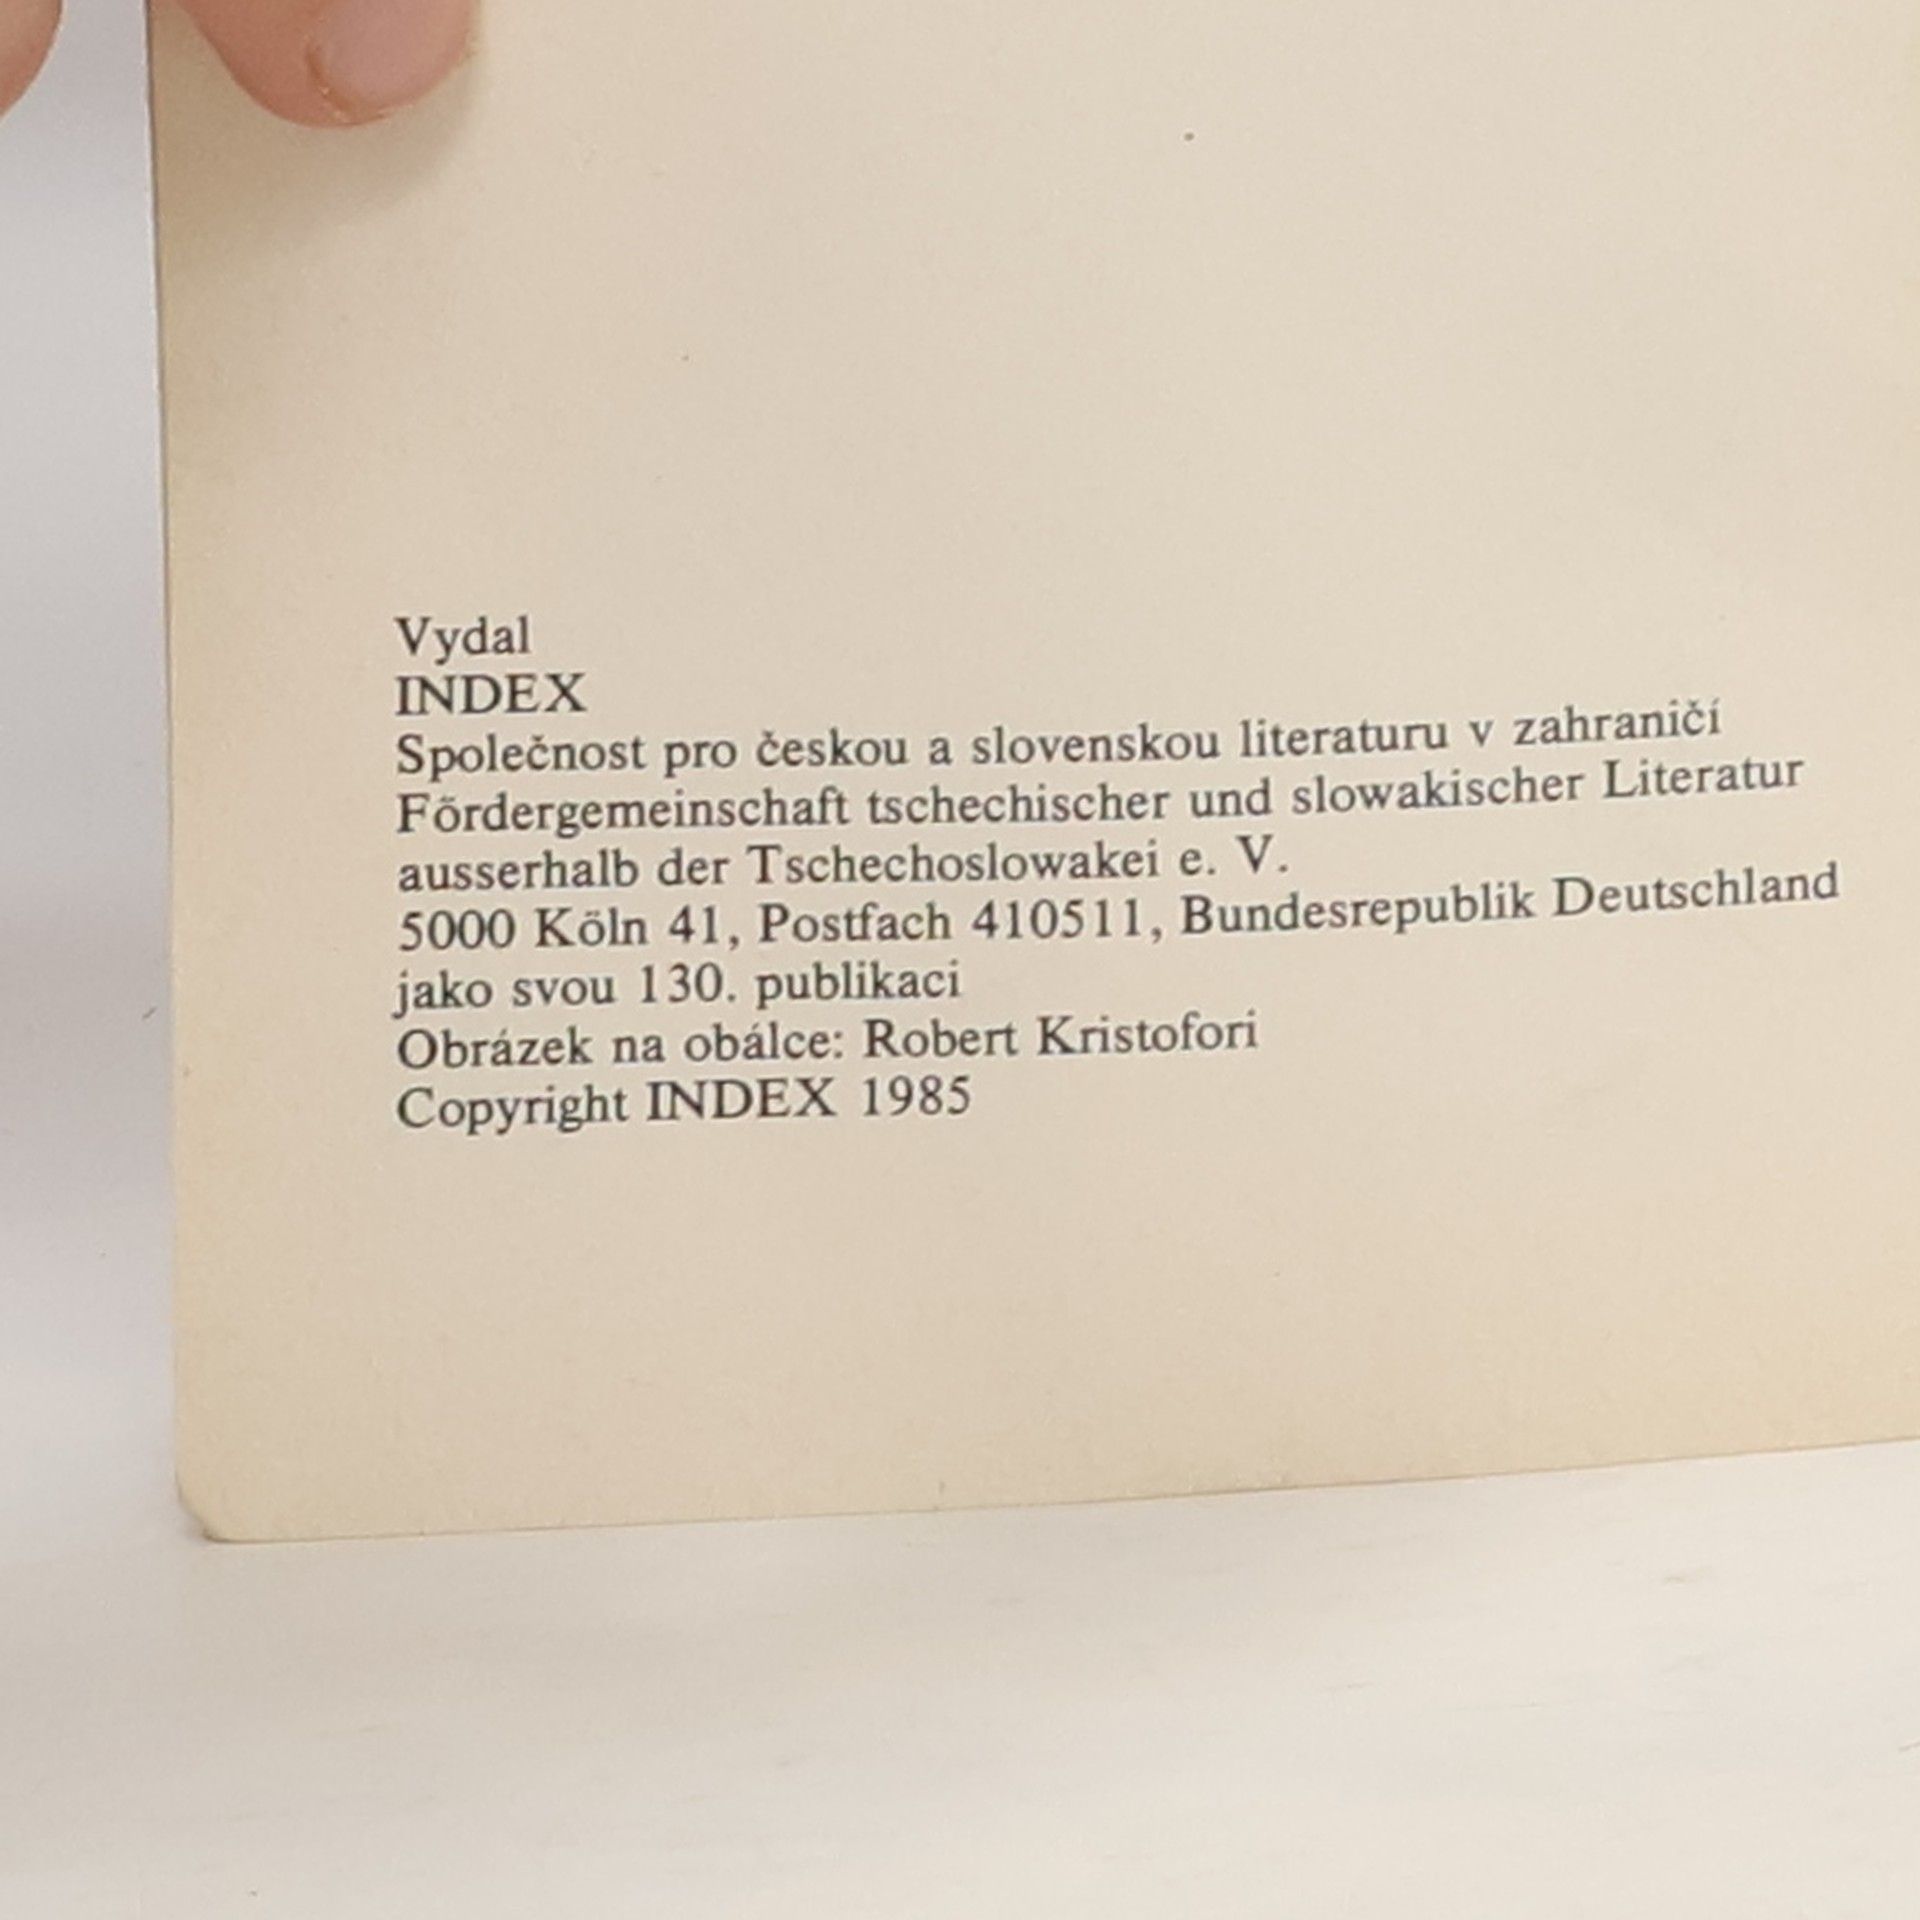 Vydal
INDEX
Společnost pro českou a slovenskou literaturu v zahraničí
Fördergemeinschaft tschechischer und slowakischer Literatur
ausserhalb der Tschechoslowakei e. V.
5000 Köln 41, Postfach 410511, Bundesrepublik Deutschland
jako svou 130. publikaci
Obrázek na obálce: Robert Kristofori
Copyright INDEX 1985